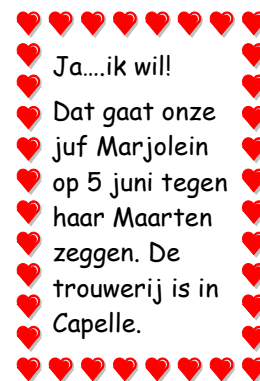 Ja....ik wil!
Dat gaat onze
juf Marjolein
op 5 juni tegen
haar Maarten
zeggen. De
trouwerij is in
Capelle.